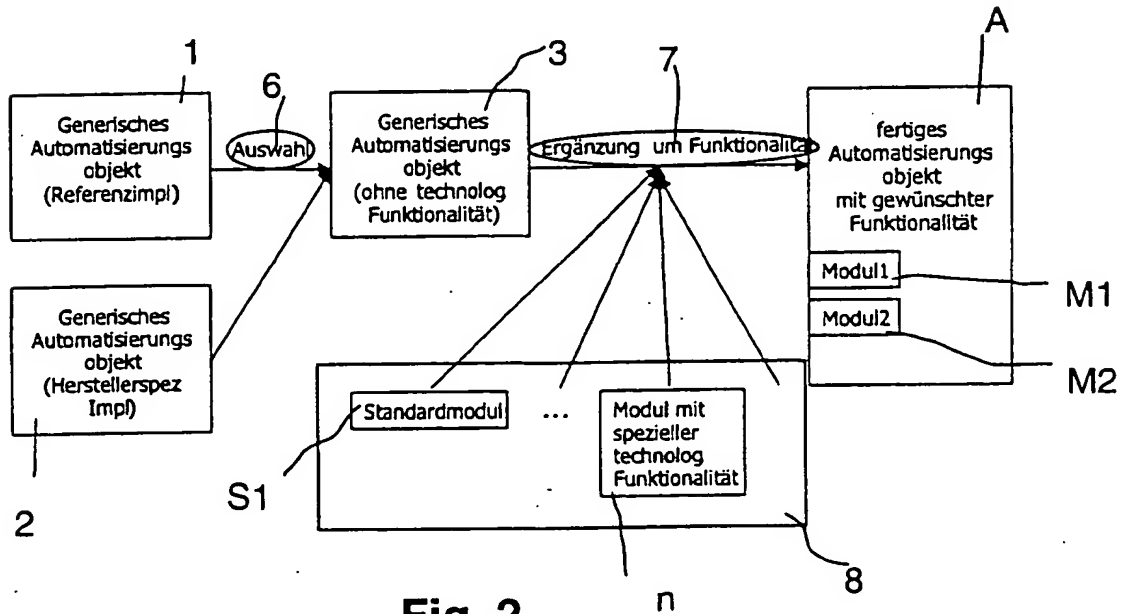 1
Generisches
Automatisierungs
objekt
(Referenzimpl)
6
Auswahl
3
Generisches
Automatisierungs
objekt
(ohne technolog
Funktionalität)
7
Ergänzung um Funktionalität
A
fertiges
Automatisierungs
objekt
mit gewünschter
Funktionalität
Modul1
M1
Modul2
M2
Generisches
Automatisierungs
objekt
(Herstellerspez
Impl)
2
Standardmodul
...
Modul mit
spezieller
technolog
Funktionalität
S1
n
8
Fig. 2